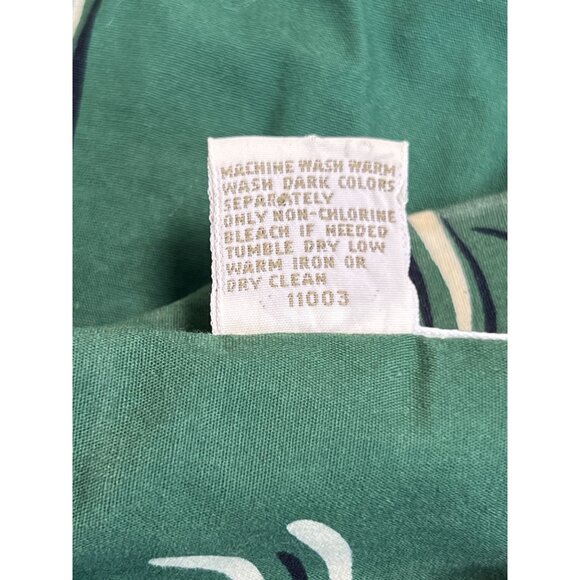 MACHINE WASH WARM
WASH DARK COLORS
SEPARATELY
ONLY NON-CHLORINE
BLEACH IF NEEDED
TUMBLE DRY LOW
WARM IRON OR
DRY CLEAN
11003